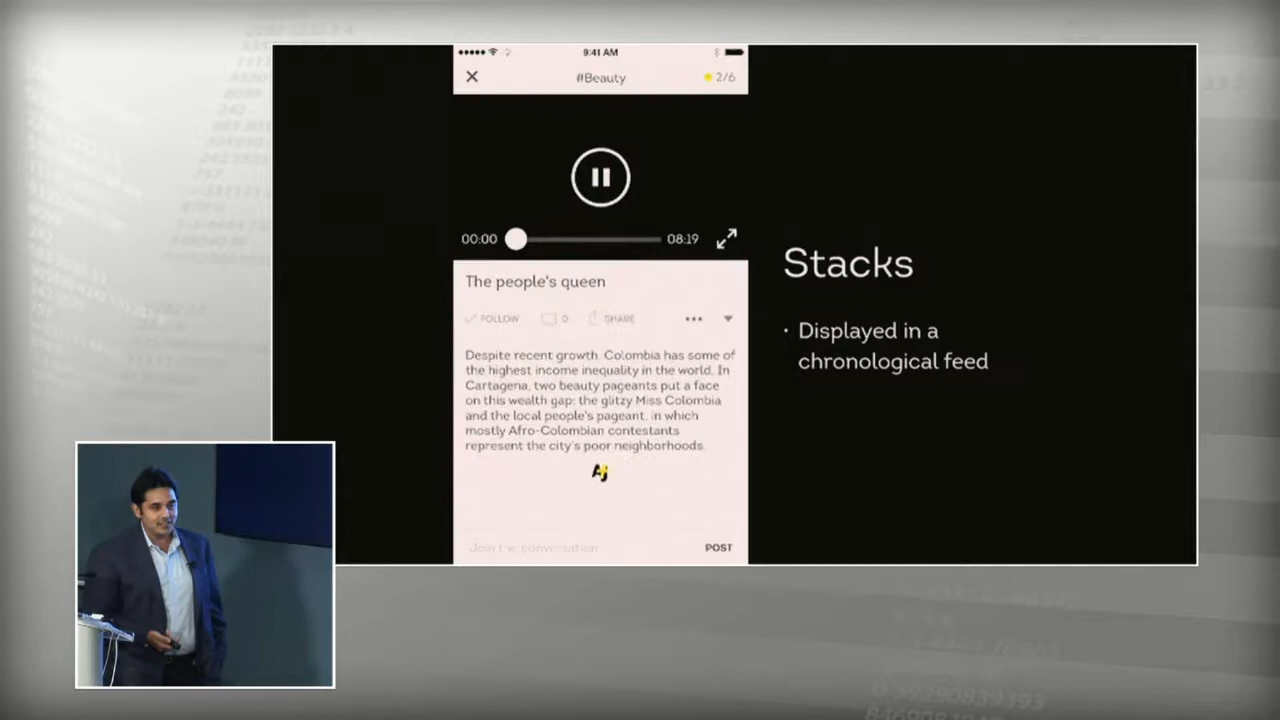 9:41 AM
#Beauty
2/6
00:00
08:19
The people's queen
FOLLOW
0
SHARE
Despite recent growth, Colombia has some of
the highest income inequality in the world. In
Cartagena, two beauty pageants put a face
on this wealth gap: the glitzy Miss Colombia
and the local people's pageant, in which
mostly Afro-Colombian contestants
represent the city's poor neighborhoods.
AJ
Join the conversation
POST
Stacks
· Displayed in a
chronological feed